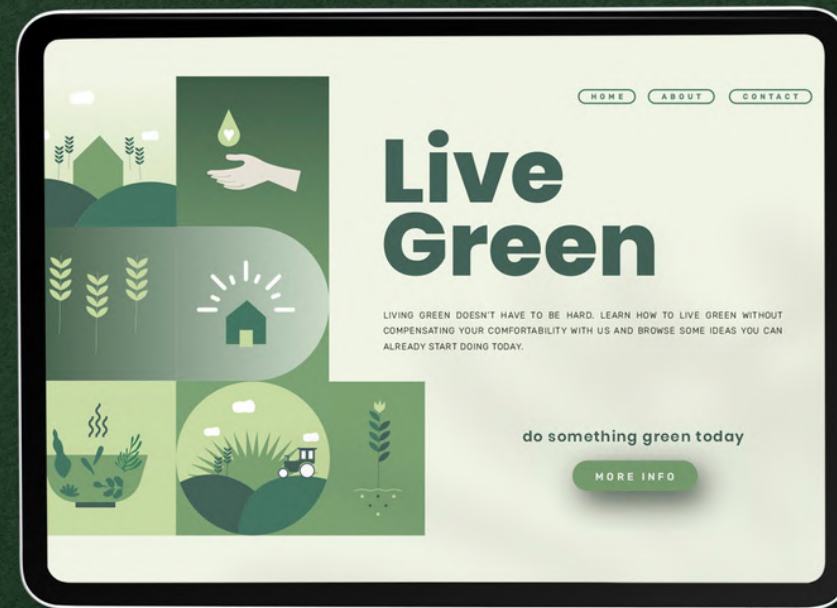 HOME ABOUT CONTACT
Live
Green
LIVING GREEN DOESN'T HAVE TO BE HARD. LEARN HOW TO LIVE GREEN WITHOUT
COMPENSATING YOUR COMFORTABILITY WITH US AND BROWSE SOME IDEAS YOU CAN
ALREADY START DOING TODAY.
do something green today
MORE INFO